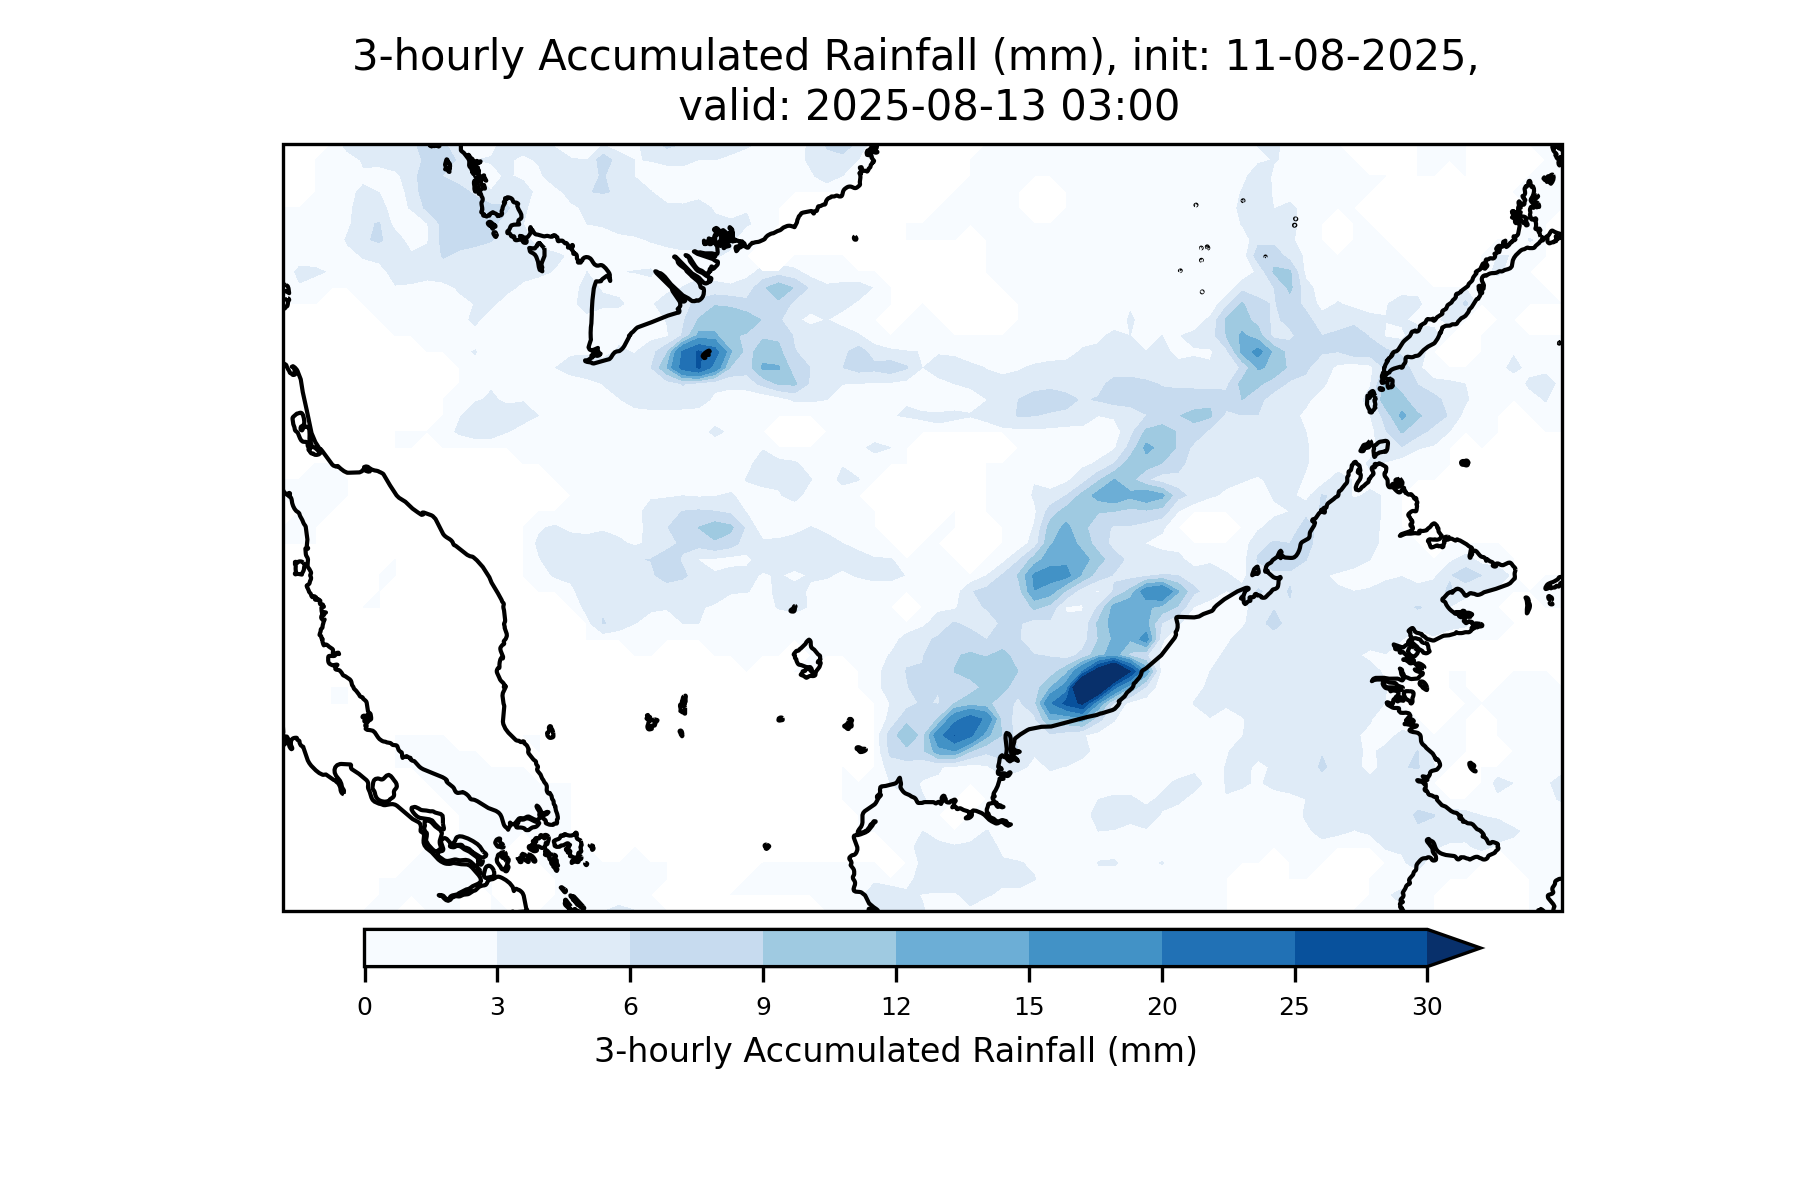 3-hourly Accumulated Rainfall (mm), init: 11-08-2025,
valid: 2025-08-13 03:00
0 3 6 9 12 15 20 25 30
3-hourly Accumulated Rainfall (mm)